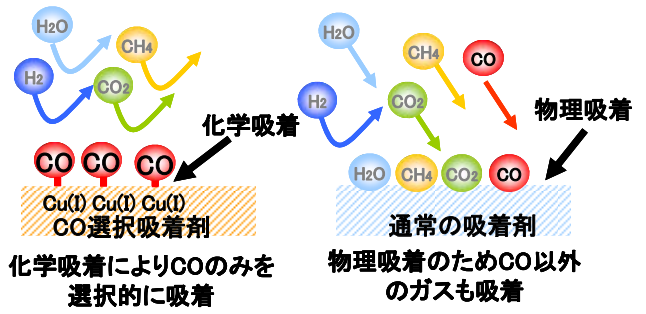 H2O
CH4
H2
CO2
化学吸着
CO CO CO
Cu(I) Cu(I) Cu(I)
CO選択吸着剤
化学吸着によりCOのみを
選択的に吸着
H2O
CH4
CO
H2
CO2
物理吸着
H2O CH4 CO2 CO
通常の吸着剤
物理吸着のためCO以外
のガスも吸着